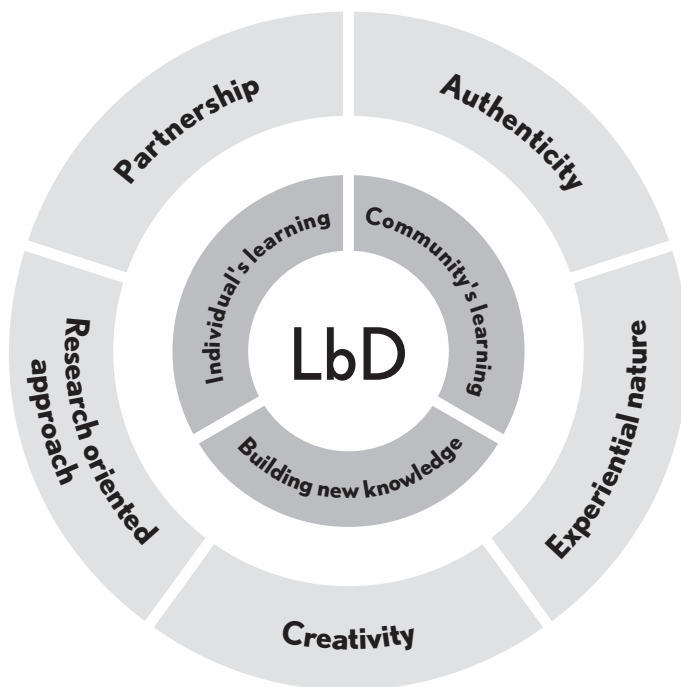 Partnership
Authenticity
Individual's learning
Community's learning
LbD
Research oriented
approach
Experiential nature
Building new knowledge
Creativity